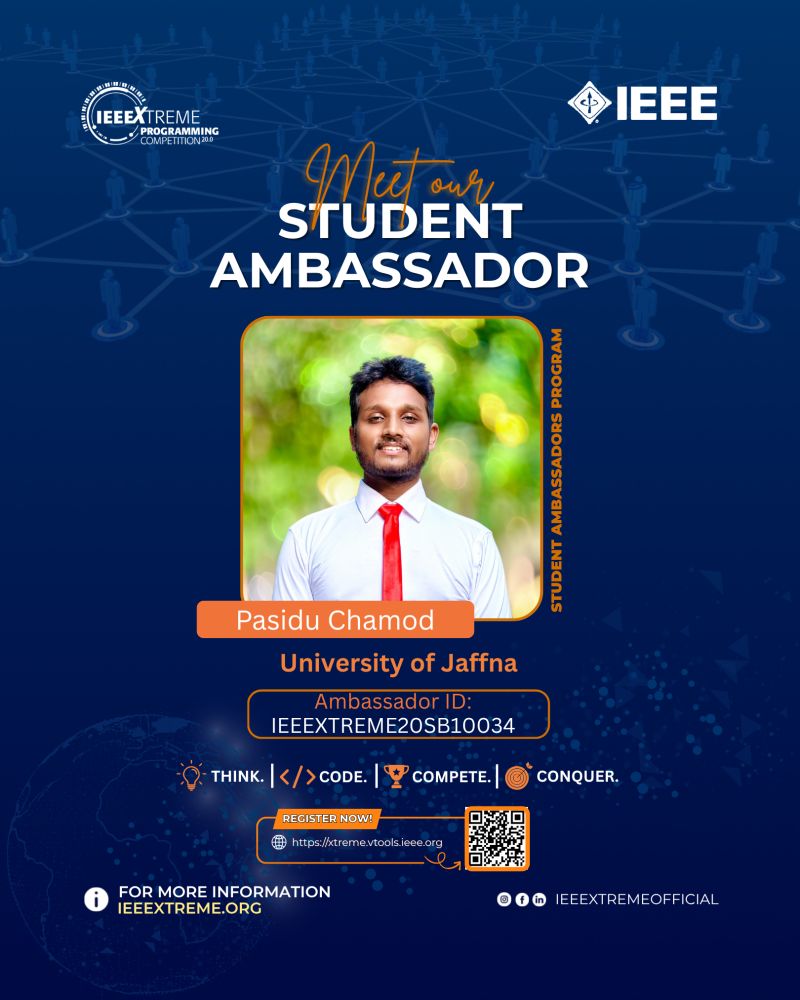 IEEEXTREME
PROGRAMMING
COMPETITION 20.0
IEEE
Meet our
STUDENT
AMBASSADOR
STUDENT AMBASSADORS PROGRAM
Pasidu Chamod
University of Jaffna
Ambassador ID:
IEEEXTREME20SB10034
THINK. | </> CODE. | COMPETE. | CONQUER.
REGISTER NOW!
https://xtreme.vtools.ieee.org
FOR MORE INFORMATION
IEEEXTREME.ORG
IEEEXTREMEOFFICIAL